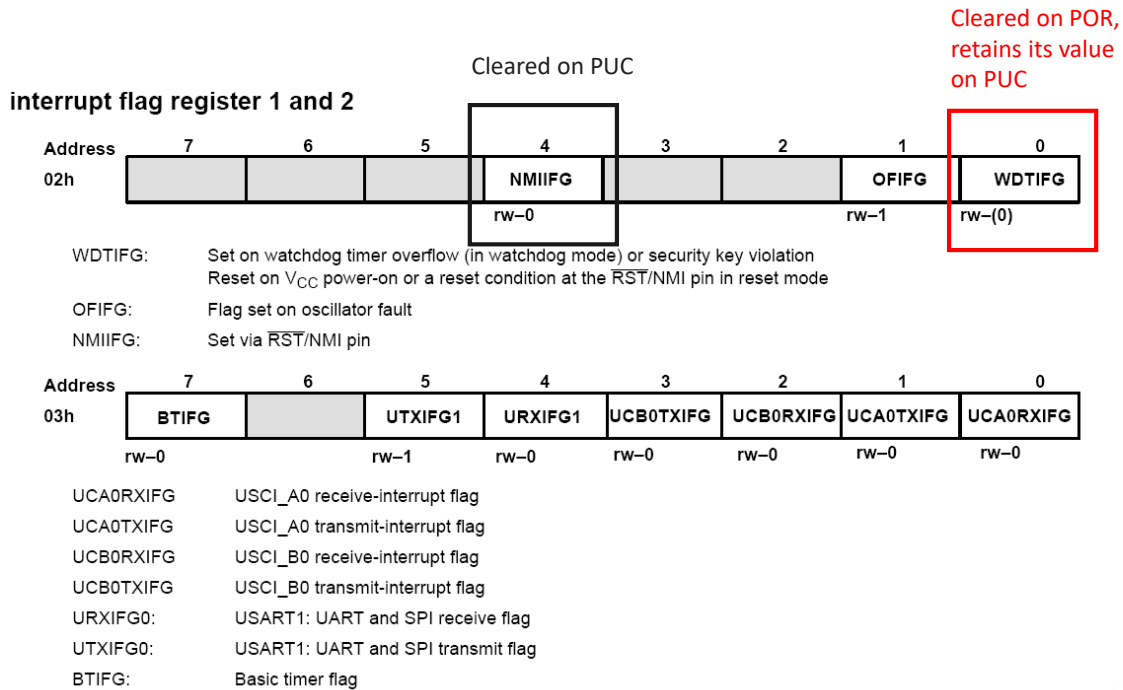 Cleared on POR,
retains its value
on PUC
Cleared on PUC
interrupt flag register 1 and 2
Address 7 6 5 4 3 2 1 0
02h NMIIFG OFIFG WDTIFG
rw–0 rw–1 rw–(0)
WDTIFG: Set on watchdog timer overflow (in watchdog mode) or security key violation
Reset on VCC power-on or a reset condition at the RST/NMI pin in reset mode
OFIFG: Flag set on oscillator fault
NMIIFG: Set via RST/NMI pin
Address 7 6 5 4 3 2 1 0
03h BTIFG UTXIFG1 URXIFG1 UCB0TXIFG UCB0RXIFG UCA0TXIFG UCA0RXIFG
rw–0 rw–1 rw–0 rw–0 rw–0 rw–0 rw–0
UCA0RXIFG USCI_A0 receive-interrupt flag
UCA0TXIFG USCI_A0 transmit-interrupt flag
UCB0RXIFG USCI_B0 receive-interrupt flag
UCB0TXIFG USCI_B0 transmit-interrupt flag
URXIFG0: USART1: UART and SPI receive flag
UTXIFG0: USART1: UART and SPI transmit flag
BTIFG: Basic timer flag